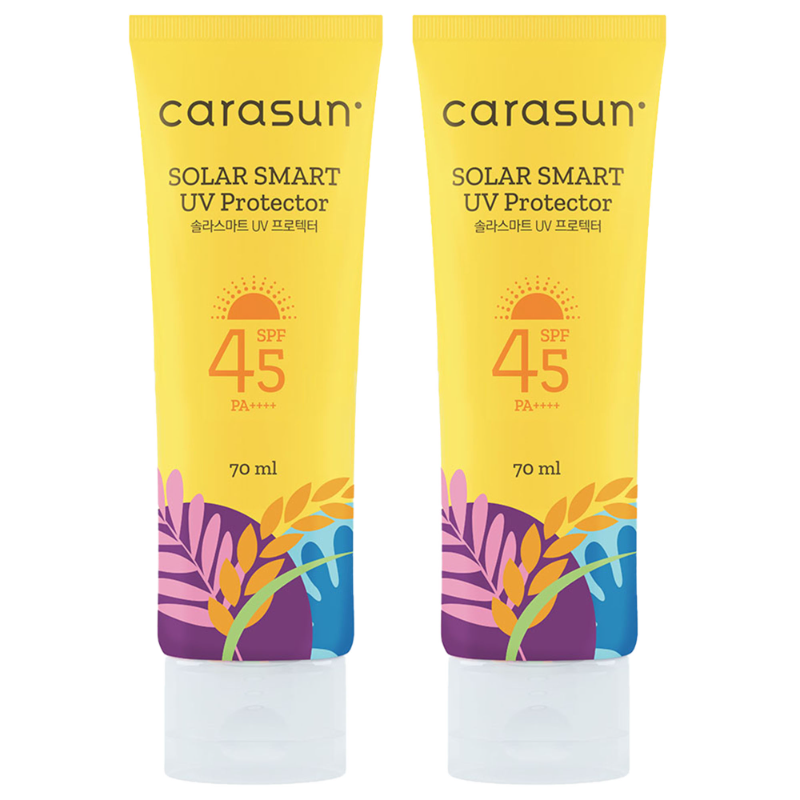 carasun
SOLAR SMART
UV Protector
솔라스마트 UV 프로텍터
SPF
45
PA++++
70 ml
carasun
SOLAR SMART
UV Protector
솔라스마트 UV 프로텍터
SPF
45
PA++++
70 ml